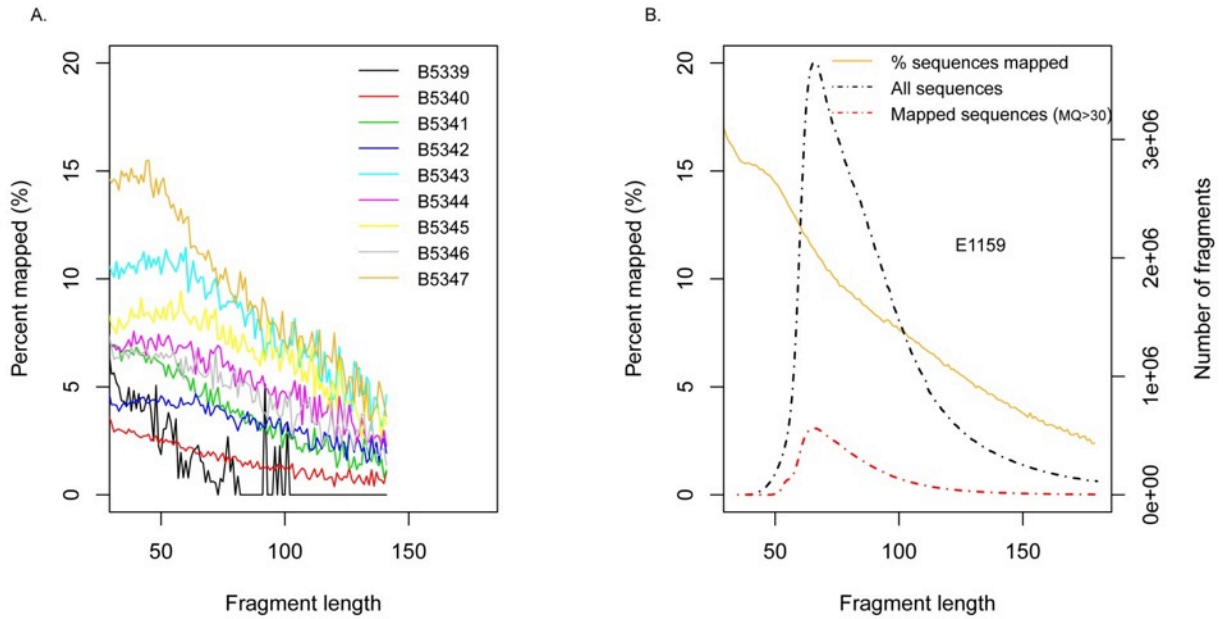 A.
20
15
10
5
0
Percent mapped (%)
B5339
B5340
B5341
B5342
B5343
B5344
B5345
B5346
B5347
50 100 150
Fragment length
B.
20
15
10
5
0
Percent mapped (%)
% sequences mapped
All sequences
Mapped sequences (MQ>30)
E1159
3e+06
2e+06
1e+06
0e+00
Number of fragments
50 100 150
Fragment length